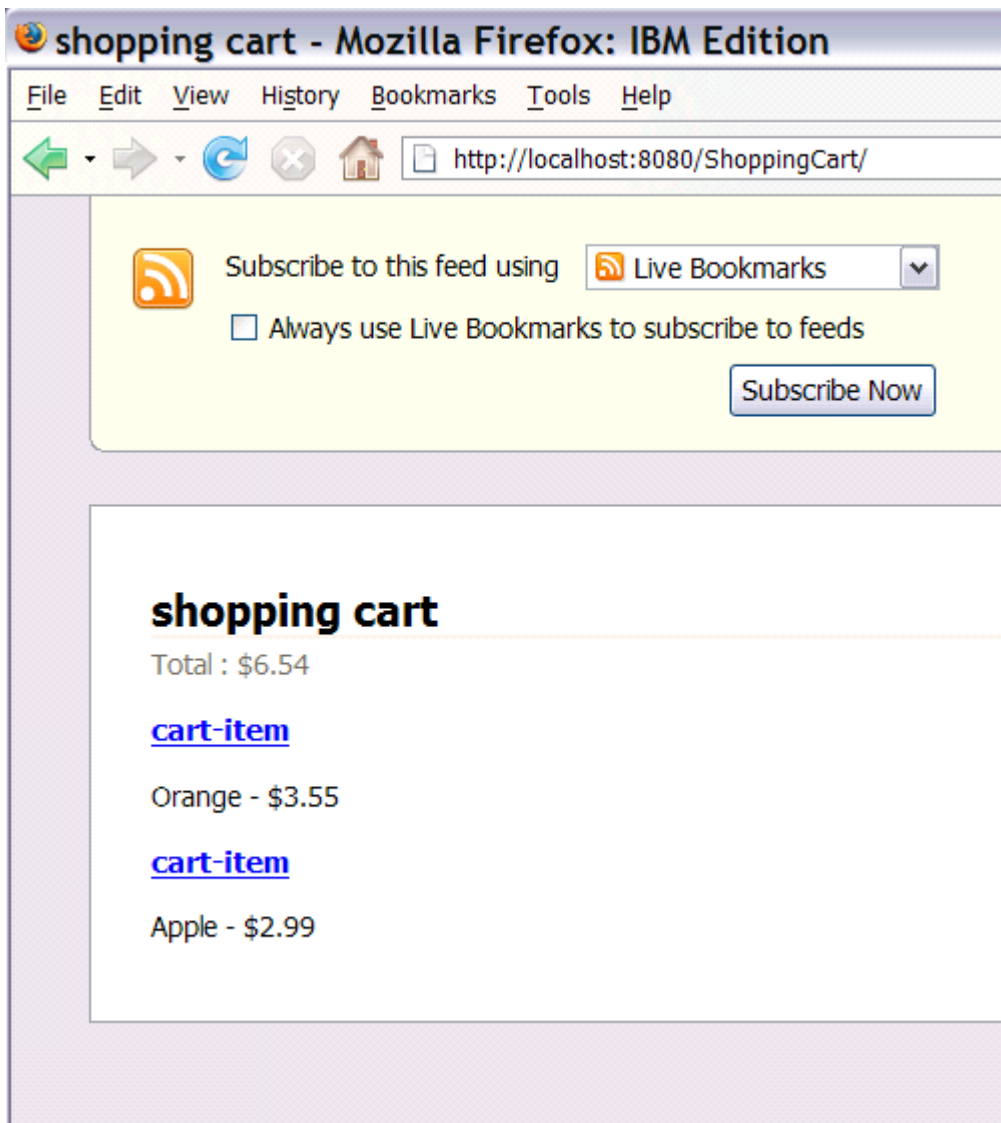 shopping cart - Mozilla Firefox: IBM Edition
File Edit View History Bookmarks Tools Help
http://localhost:8080/ShoppingCart/
Subscribe to this feed using Live Bookmarks
Always use Live Bookmarks to subscribe to feeds
Subscribe Now
shopping cart
Total : $6.54
cart-item
Orange - $3.55
cart-item
Apple - $2.99